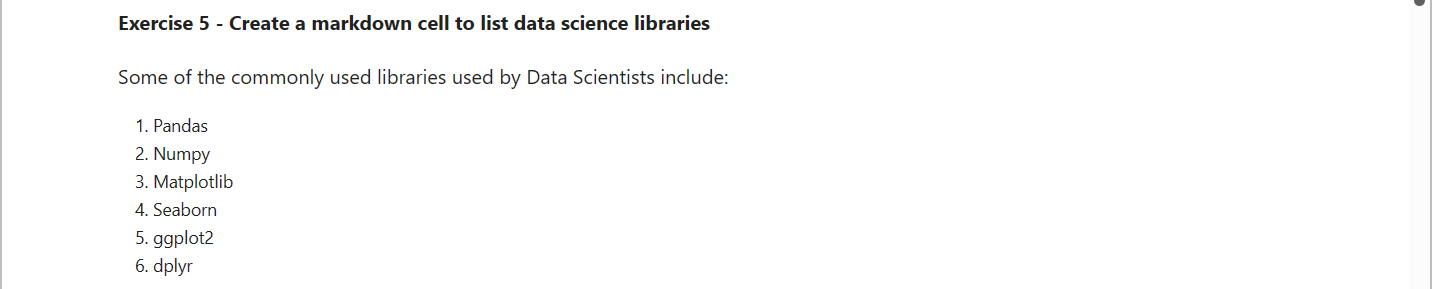 Exercise 5 - Create a markdown cell to list data science libraries
Some of the commonly used libraries used by Data Scientists include:
1. Pandas
2. Numpy
3. Matplotlib
4. Seaborn
5. ggplot2
6. dplyr